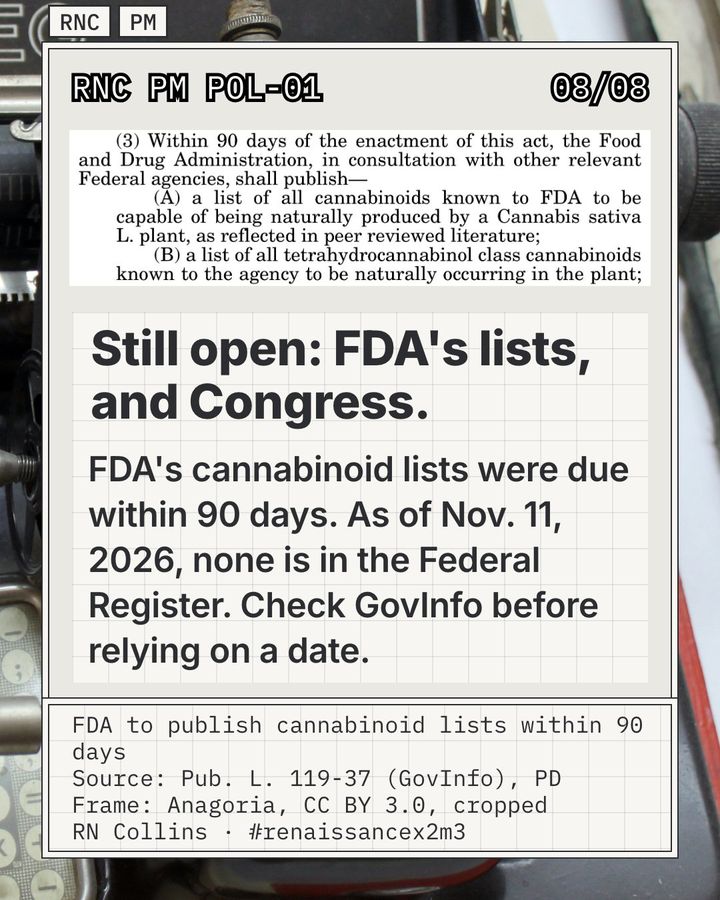 RNC PM
RNC PM POL-01 08/08
(3) Within 90 days of the enactment of this act, the Food
and Drug Administration, in consultation with other relevant
Federal agencies, shall publish—
(A) a list of all cannabinoids known to FDA to be
capable of being naturally produced by a Cannabis sativa
L. plant, as reflected in peer reviewed literature;
(B) a list of all tetrahydrocannabinol class cannabinoids
known to the agency to be naturally occurring in the plant;
Still open: FDA's lists,
and Congress.
FDA's cannabinoid lists were due
within 90 days. As of Nov. 11,
2026, none is in the Federal
Register. Check GovInfo before
relying on a date.
FDA to publish cannabinoid lists within 90
days
Source: Pub. L. 119-37 (GovInfo), PD
Frame: Anagoria, CC BY 3.0, cropped
RN Collins · #renaissancex2m3